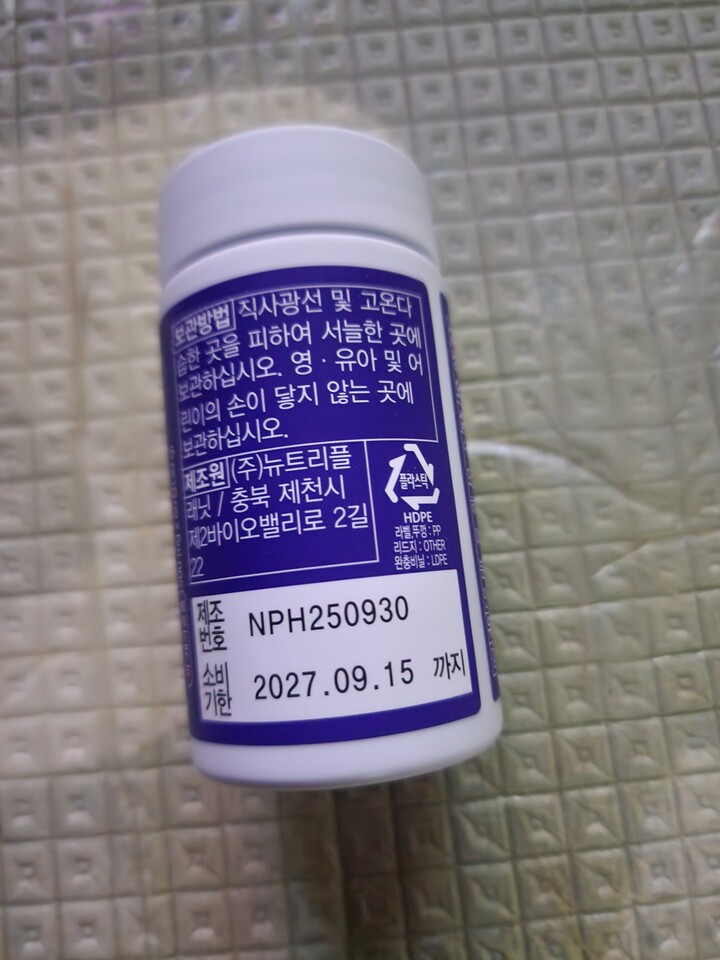 보관방법 직사광선 및 고온다
습한 곳을 피하여 서늘한 곳에
보관하십시오. 영·유아 및 어
린이의 손이 닿지 않는 곳에
보관하십시오.
제조원 (주)뉴트리플
래닛 / 충북 제천시
제2바이오밸리로 2길
22
플라스틱
HDPE
라벨,뚜껑 : PP
리드지 : OTHER
완충비닐 : LDPE
제조
번호 NPH250930
소비
기한 2027.09.15 까지